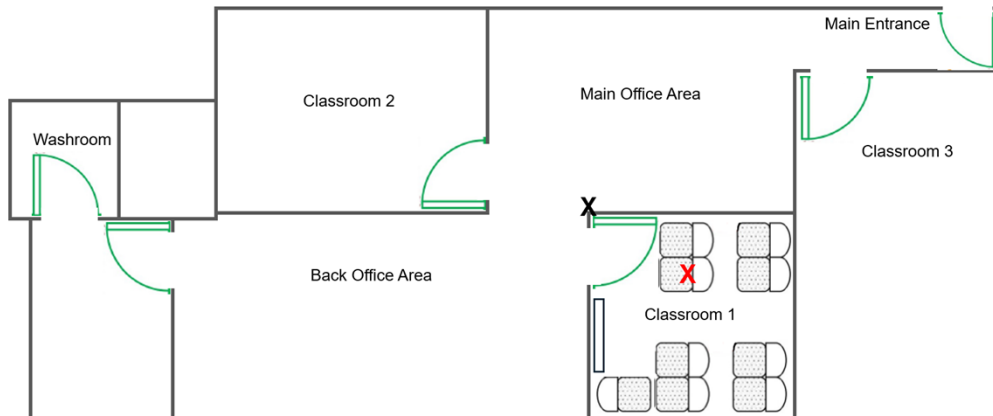 Main Entrance
Classroom 2
Main Office Area
Washroom
Classroom 3
X
X
Back Office Area
Classroom 1